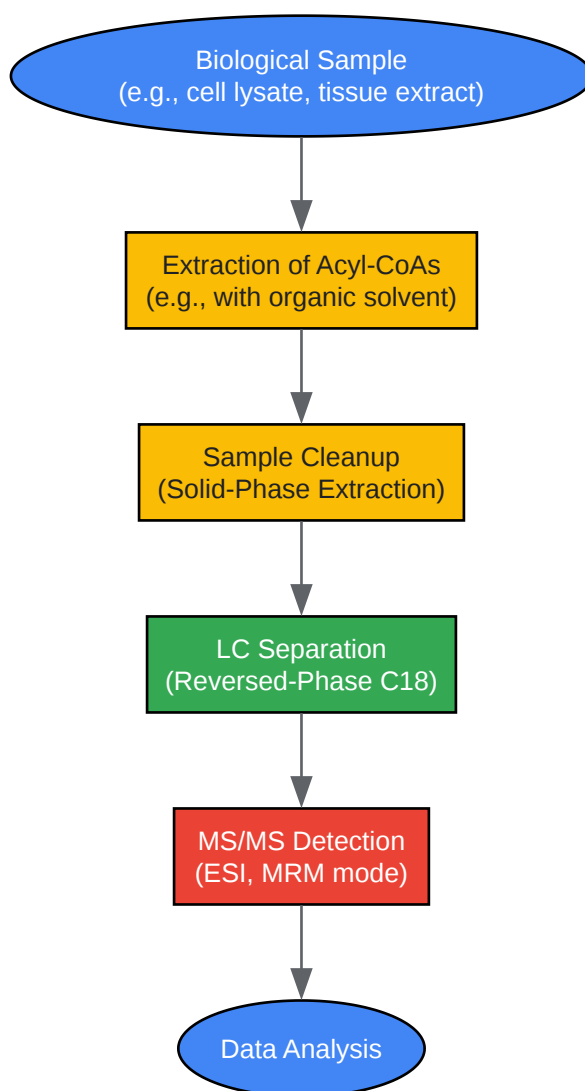 Biological Sample
(e.g., cell lysate, tissue extract)
Extraction of Acyl-CoAs
(e.g., with organic solvent)
Sample Cleanup
(Solid-Phase Extraction)
LC Separation
(Reversed-Phase C18)
MS/MS Detection
(ESI, MRM mode)
Data Analysis